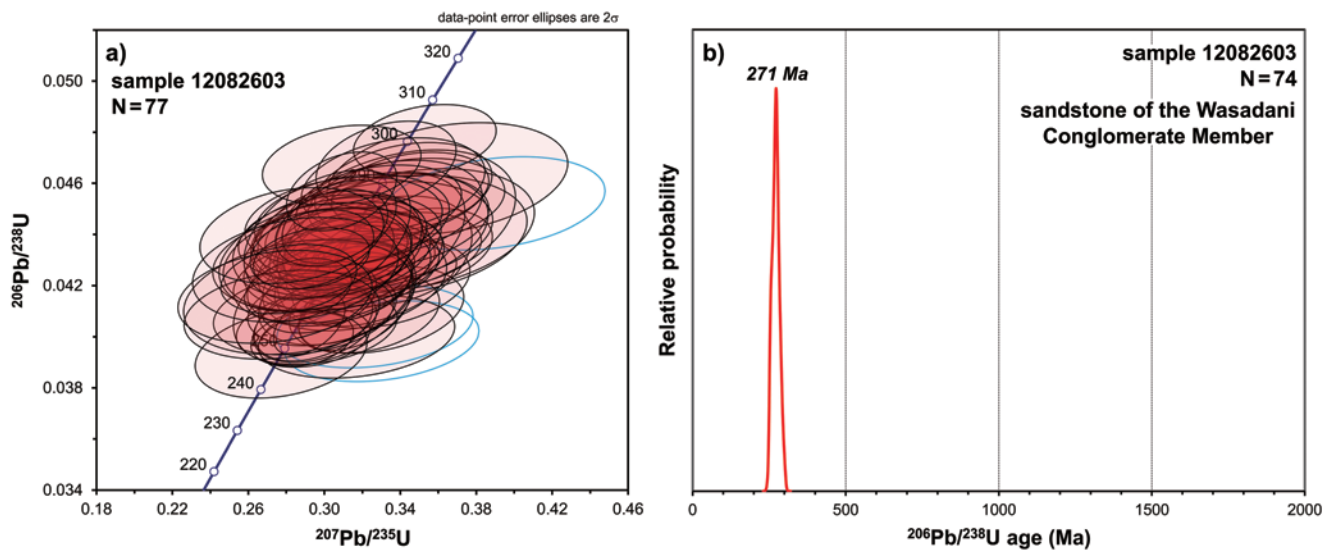 data-point error ellipses are 2σ
a)
sample 12082603
N=77
320
310
300
250
240
230
220
0.050
0.046
0.042
0.038
0.034
0.18
0.22
0.26
0.30
0.34
0.38
0.42
0.46
206Pb/238U
207Pb/235U
b)
271 Ma
sample 12082603
N=74
sandstone of the Wasadani
Conglomerate Member
Relative probability
0
500
1000
1500
2000
206Pb/238U age (Ma)